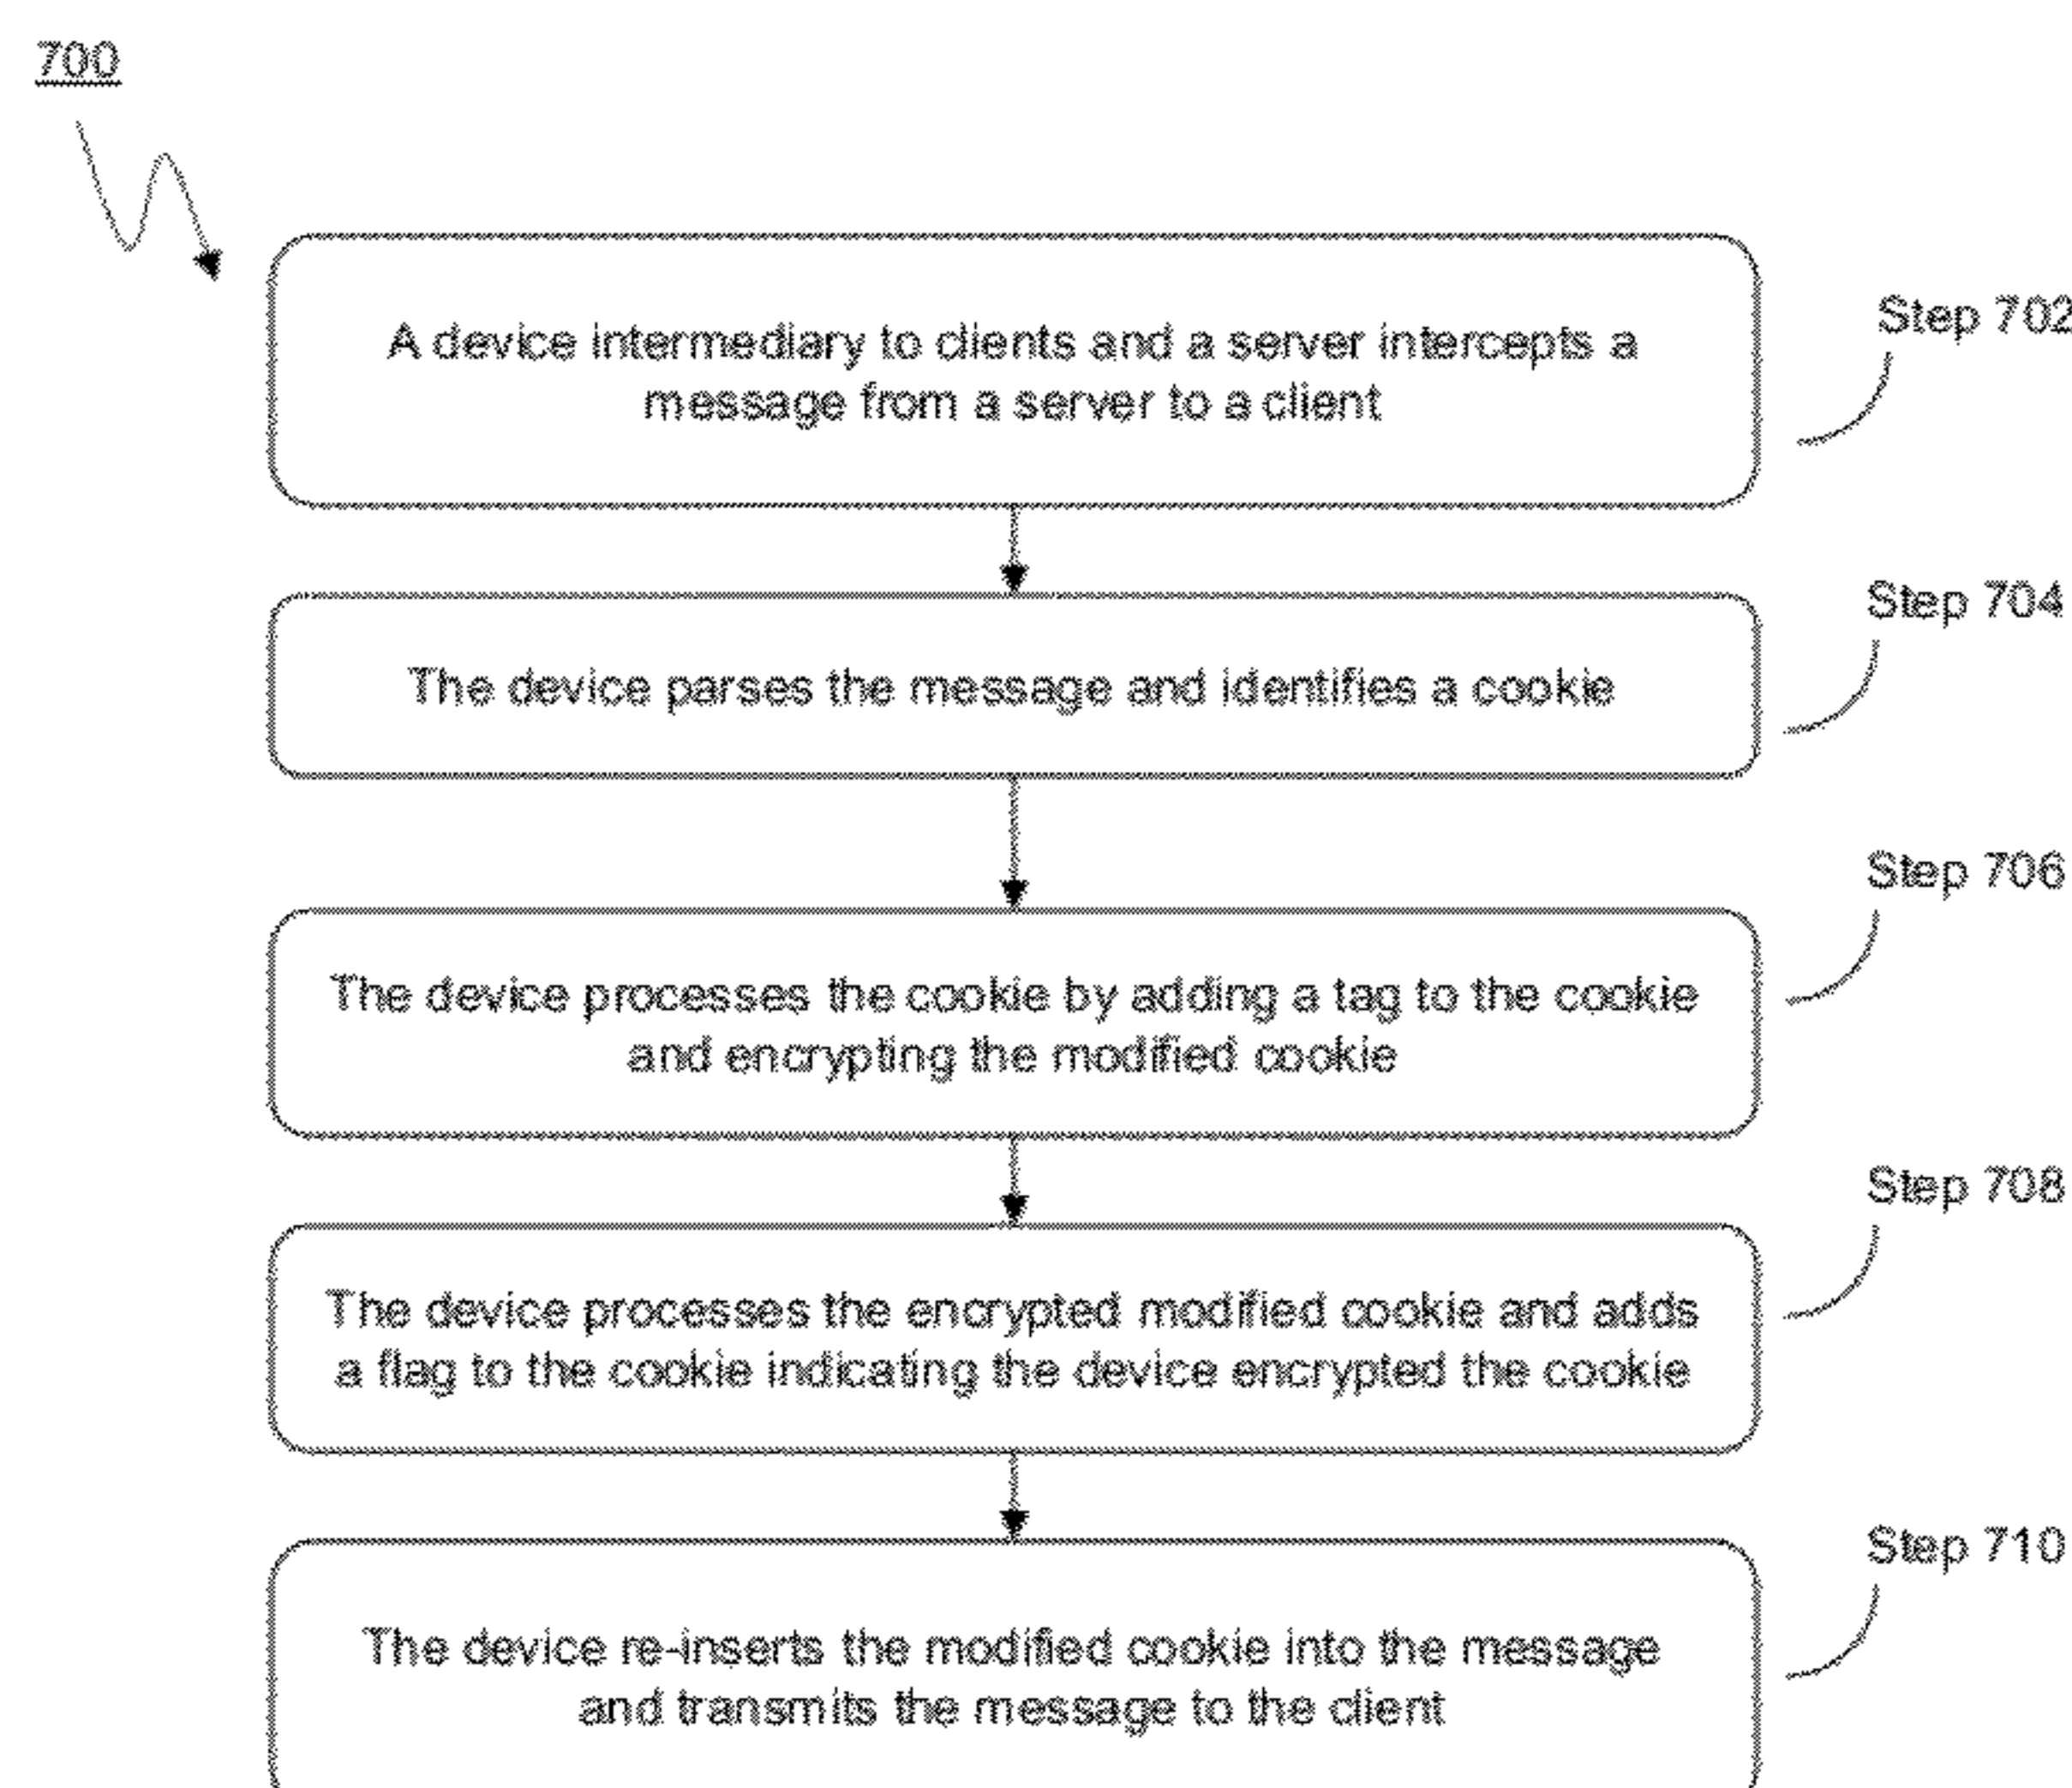 700
A device intermediary to clients and a server intercepts a
message from a server to a client
Step 702
The device parses the message and identifies a cookie
Step 704
The device processes the cookie by adding a tag to the cookie
and encrypting the modified cookie
Step 706
The device processes the encrypted modified cookie and adds
a flag to the cookie indicating the device encrypted the cookie
Step 708
The device re-inserts the modified cookie into the message
and transmits the message to the client
Step 710